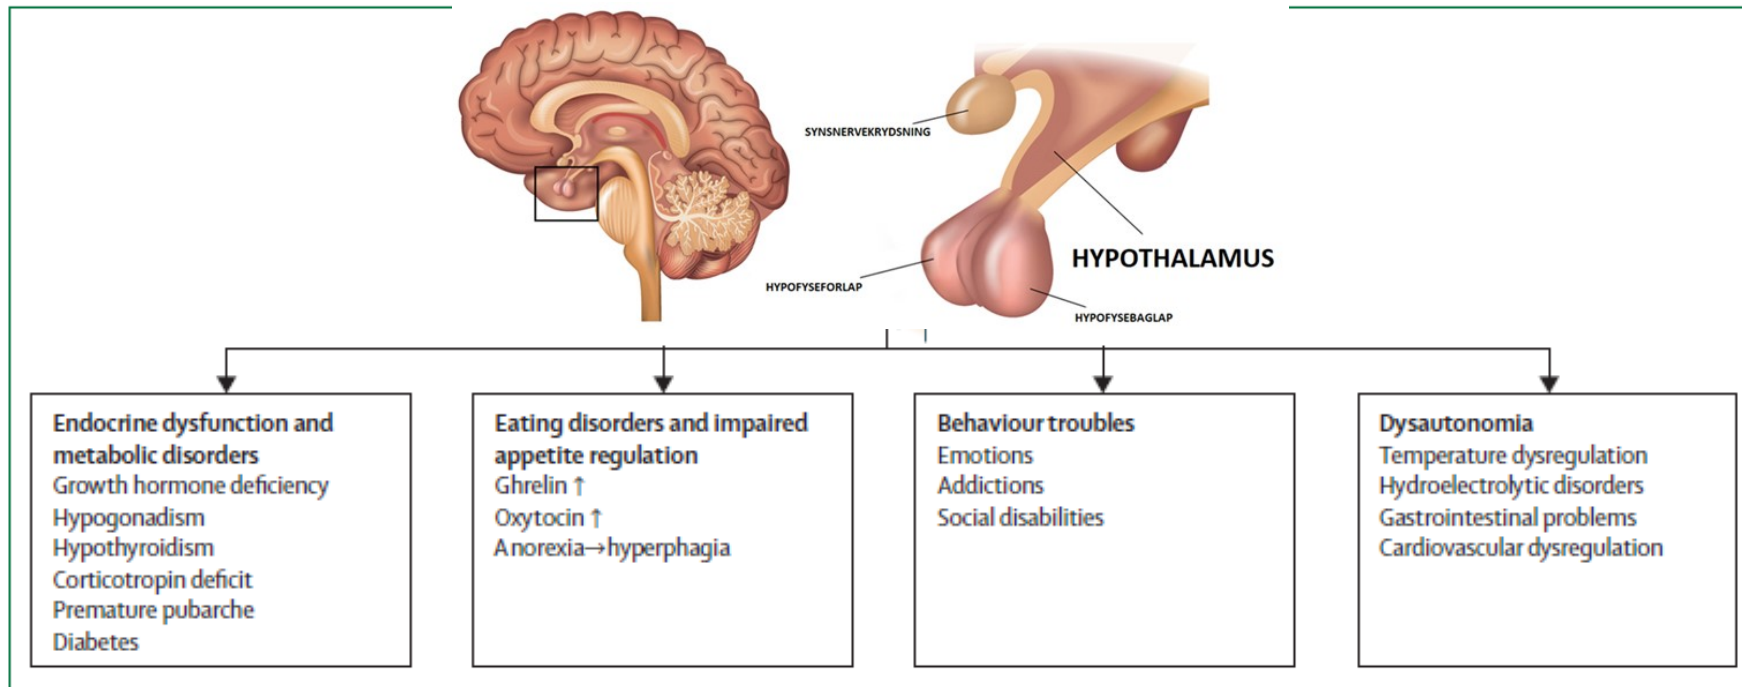 SYNSNERVEKRYDSNING
HYPOTHALAMUS
HYPOFYSEFORLAP
HYPOFYSEBAGLAP
Endocrine dysfunction and
metabolic disorders
Growth hormone deficiency
Hypogonadism
Hypothyroidism
Corticotropin deficit
Premature pubarche
Diabetes
Eating disorders and impaired
appetite regulation
Ghrelin ↑
Oxytocin ↑
Anorexia→hyperphagia
Behaviour troubles
Emotions
Addictions
Social disabilities
Dysautonomia
Temperature dysregulation
Hydroelectrolytic disorders
Gastrointestinal problems
Cardiovascular dysregulation